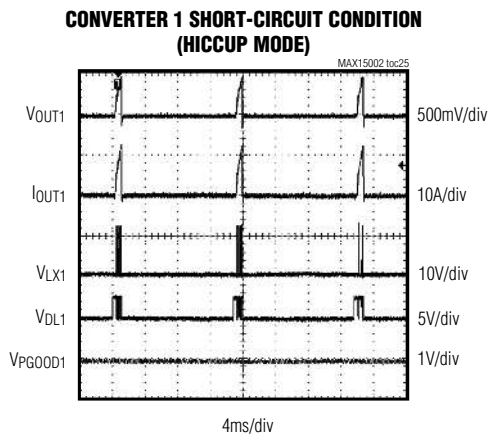 CONVERTER 1 SHORT-CIRCUIT CONDITION
(HICCUP MODE)
MAX15002 toc25
VOUT1
500mV/div
IOUT1
10A/div
VLX1
10V/div
VDL1
5V/div
VPGOOD1
1V/div
4ms/div